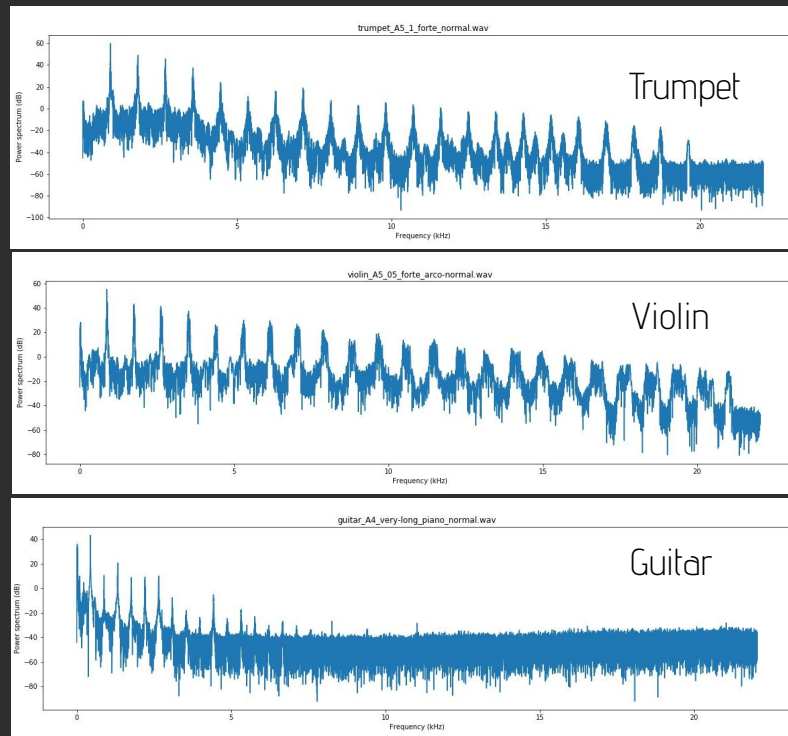 trumpet_A5_1_forte_normal.wav
Trumpet
60
40
20
0
−20
−40
−60
−80
−100
Power spectrum (dB)
0 5 10 15 20
Frequency (kHz)
violin_A5_05_forte_arco-normal.wav
Violin
60
40
20
0
−20
−40
−60
−80
Power spectrum (dB)
0 5 10 15 20
Frequency (kHz)
guitar_A4_very-long_piano_normal.wav
Guitar
40
20
0
−20
−40
−60
−80
Power spectrum (dB)
0 5 10 15 20
Frequency (kHz)